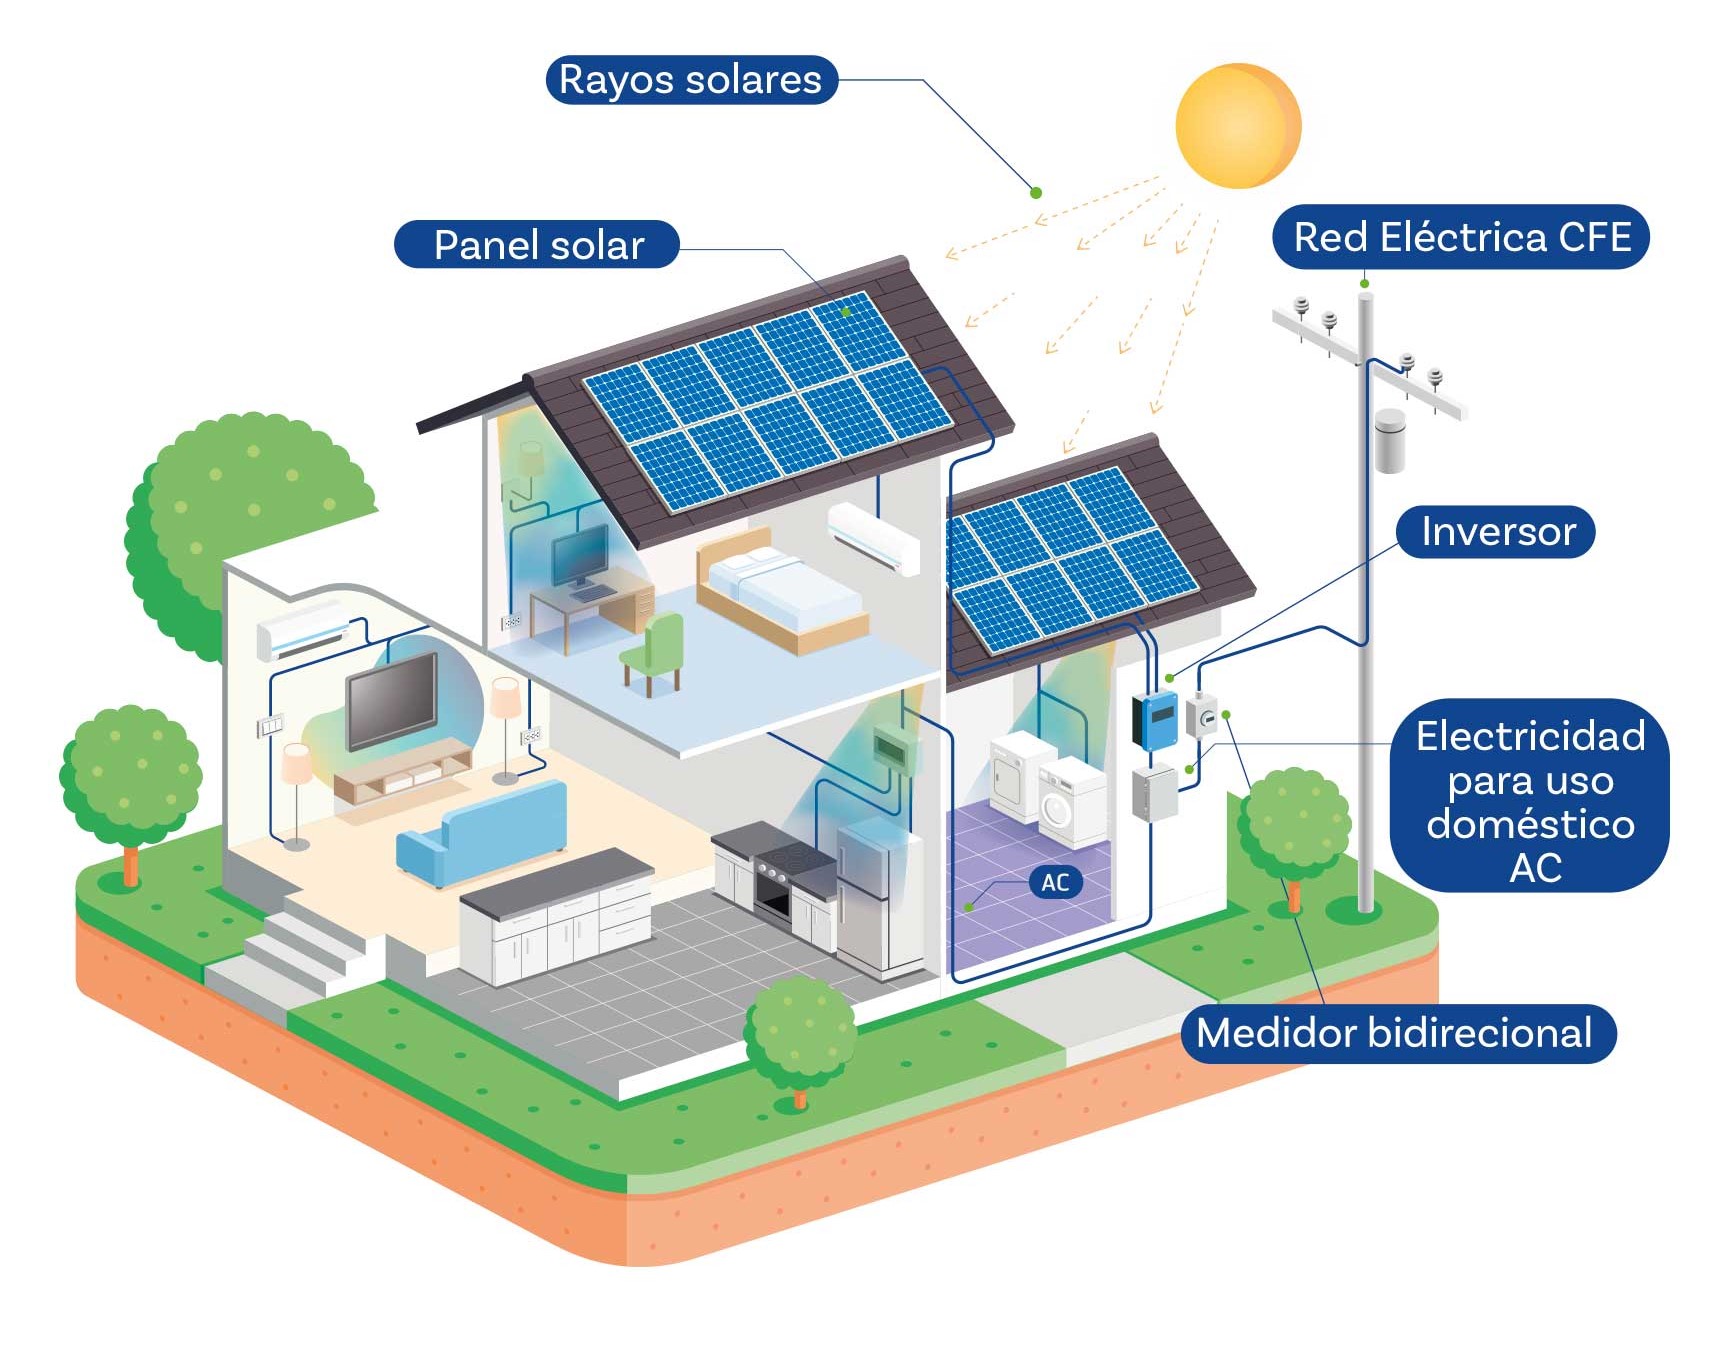 Rayos solares
Panel solar
Red Eléctrica CFE
Inversor
Electricidad
para uso
doméstico
AC
AC
Medidor bidirecional